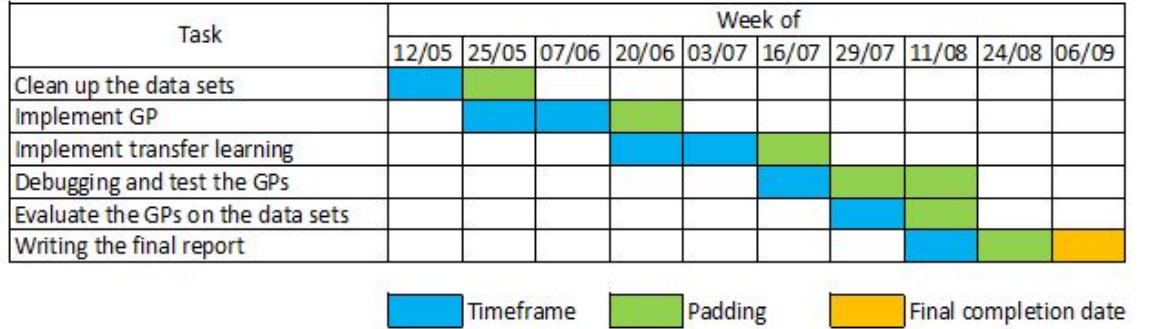 Task
Week of
12/05 25/05 07/06 20/06 03/07 16/07 29/07 11/08 24/08 06/09
Clean up the data sets
Implement GP
Implement transfer learning
Debugging and test the GPs
Evaluate the GPs on the data sets
Writing the final report
Timeframe Padding Final completion date